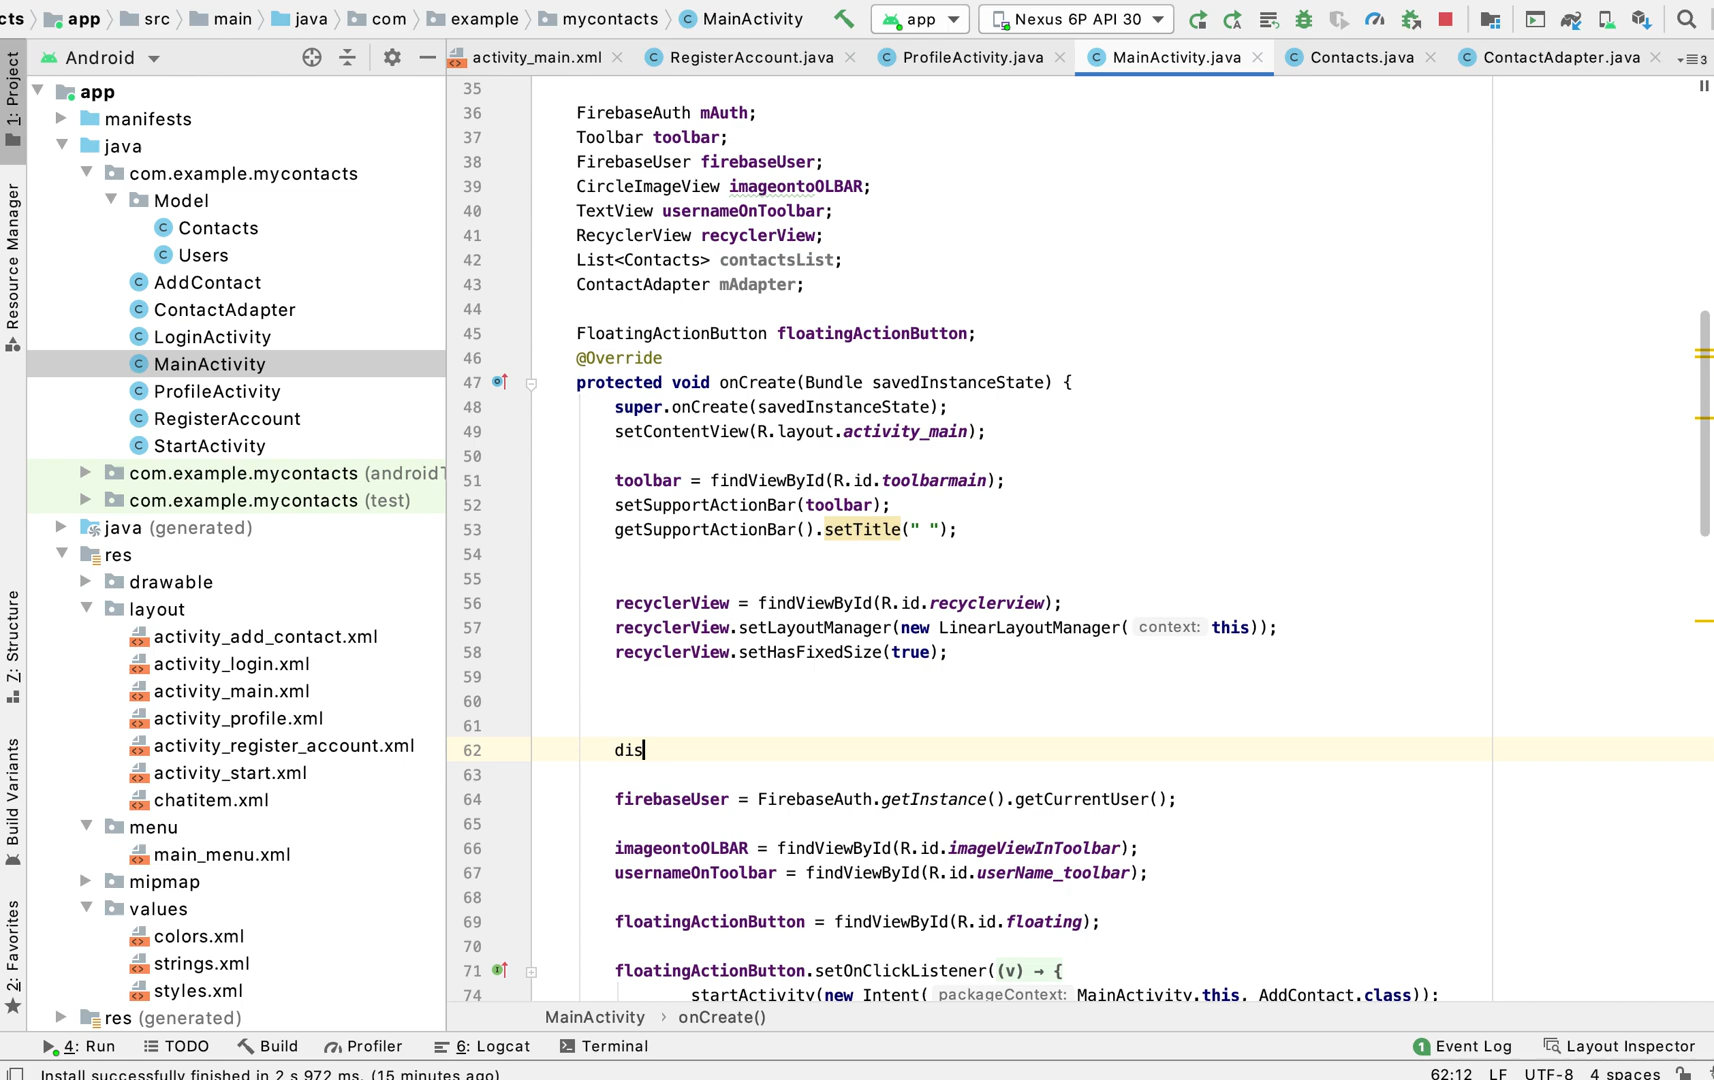 cts app src main java com example mycontacts MainActivity app Nexus 6P API 30
Android
activity_main.xml RegisterAccount.java ProfileActivity.java MainActivity.java Contacts.java ContactAdapter.java 3
1: Project
Resource Manager
7: Structure
Build Variants
2: Favorites
app
manifests
java
com.example.mycontacts
Model
Contacts
Users
AddContact
ContactAdapter
LoginActivity
MainActivity
ProfileActivity
RegisterAccount
StartActivity
com.example.mycontacts (androidT
com.example.mycontacts (test)
java (generated)
res
drawable
layout
activity_add_contact.xml
activity_login.xml
activity_main.xml
activity_profile.xml
activity_register_account.xml
activity_start.xml
chatitem.xml
menu
main_menu.xml
mipmap
values
colors.xml
strings.xml
styles.xml
res (generated)
35
36 FirebaseAuth mAuth;
37 Toolbar toolbar;
38 FirebaseUser firebaseUser;
39 CircleImageView imageontoOLBAR;
40 TextView usernameOnToolbar;
41 RecyclerView recyclerView;
42 List<Contacts> contactsList;
43 ContactAdapter mAdapter;
44
45 FloatingActionButton floatingActionButton;
46 @Override
47 protected void onCreate(Bundle savedInstanceState) {
48 super.onCreate(savedInstanceState);
49 setContentView(R.layout.activity_main);
50
51 toolbar = findViewById(R.id.toolbarmain);
52 setSupportActionBar(toolbar);
53 getSupportActionBar().setTitle(" ");
54
55
56 recyclerView = findViewById(R.id.recyclerview);
57 recyclerView.setLayoutManager(new LinearLayoutManager( context: this));
58 recyclerView.setHasFixedSize(true);
59
60
61
62 dis
63
64 firebaseUser = FirebaseAuth.getInstance().getCurrentUser();
65
66 imageontoOLBAR = findViewById(R.id.imageViewInToolbar);
67 usernameOnToolbar = findViewById(R.id.userName_toolbar);
68
69 floatingActionButton = findViewById(R.id.floating);
70
71 floatingActionButton.setOnClickListener((v) → {
74 startActivity(new Intent( packageContext: MainActivity.this, AddContact.class));
MainActivity › onCreate()
4: Run TODO Build Profiler 6: Logcat Terminal 1 Event Log Layout Inspector
Install successfully finished in 2 s 972 ms. (15 minutes ago) 62:12 LF UTF-8 4 spaces